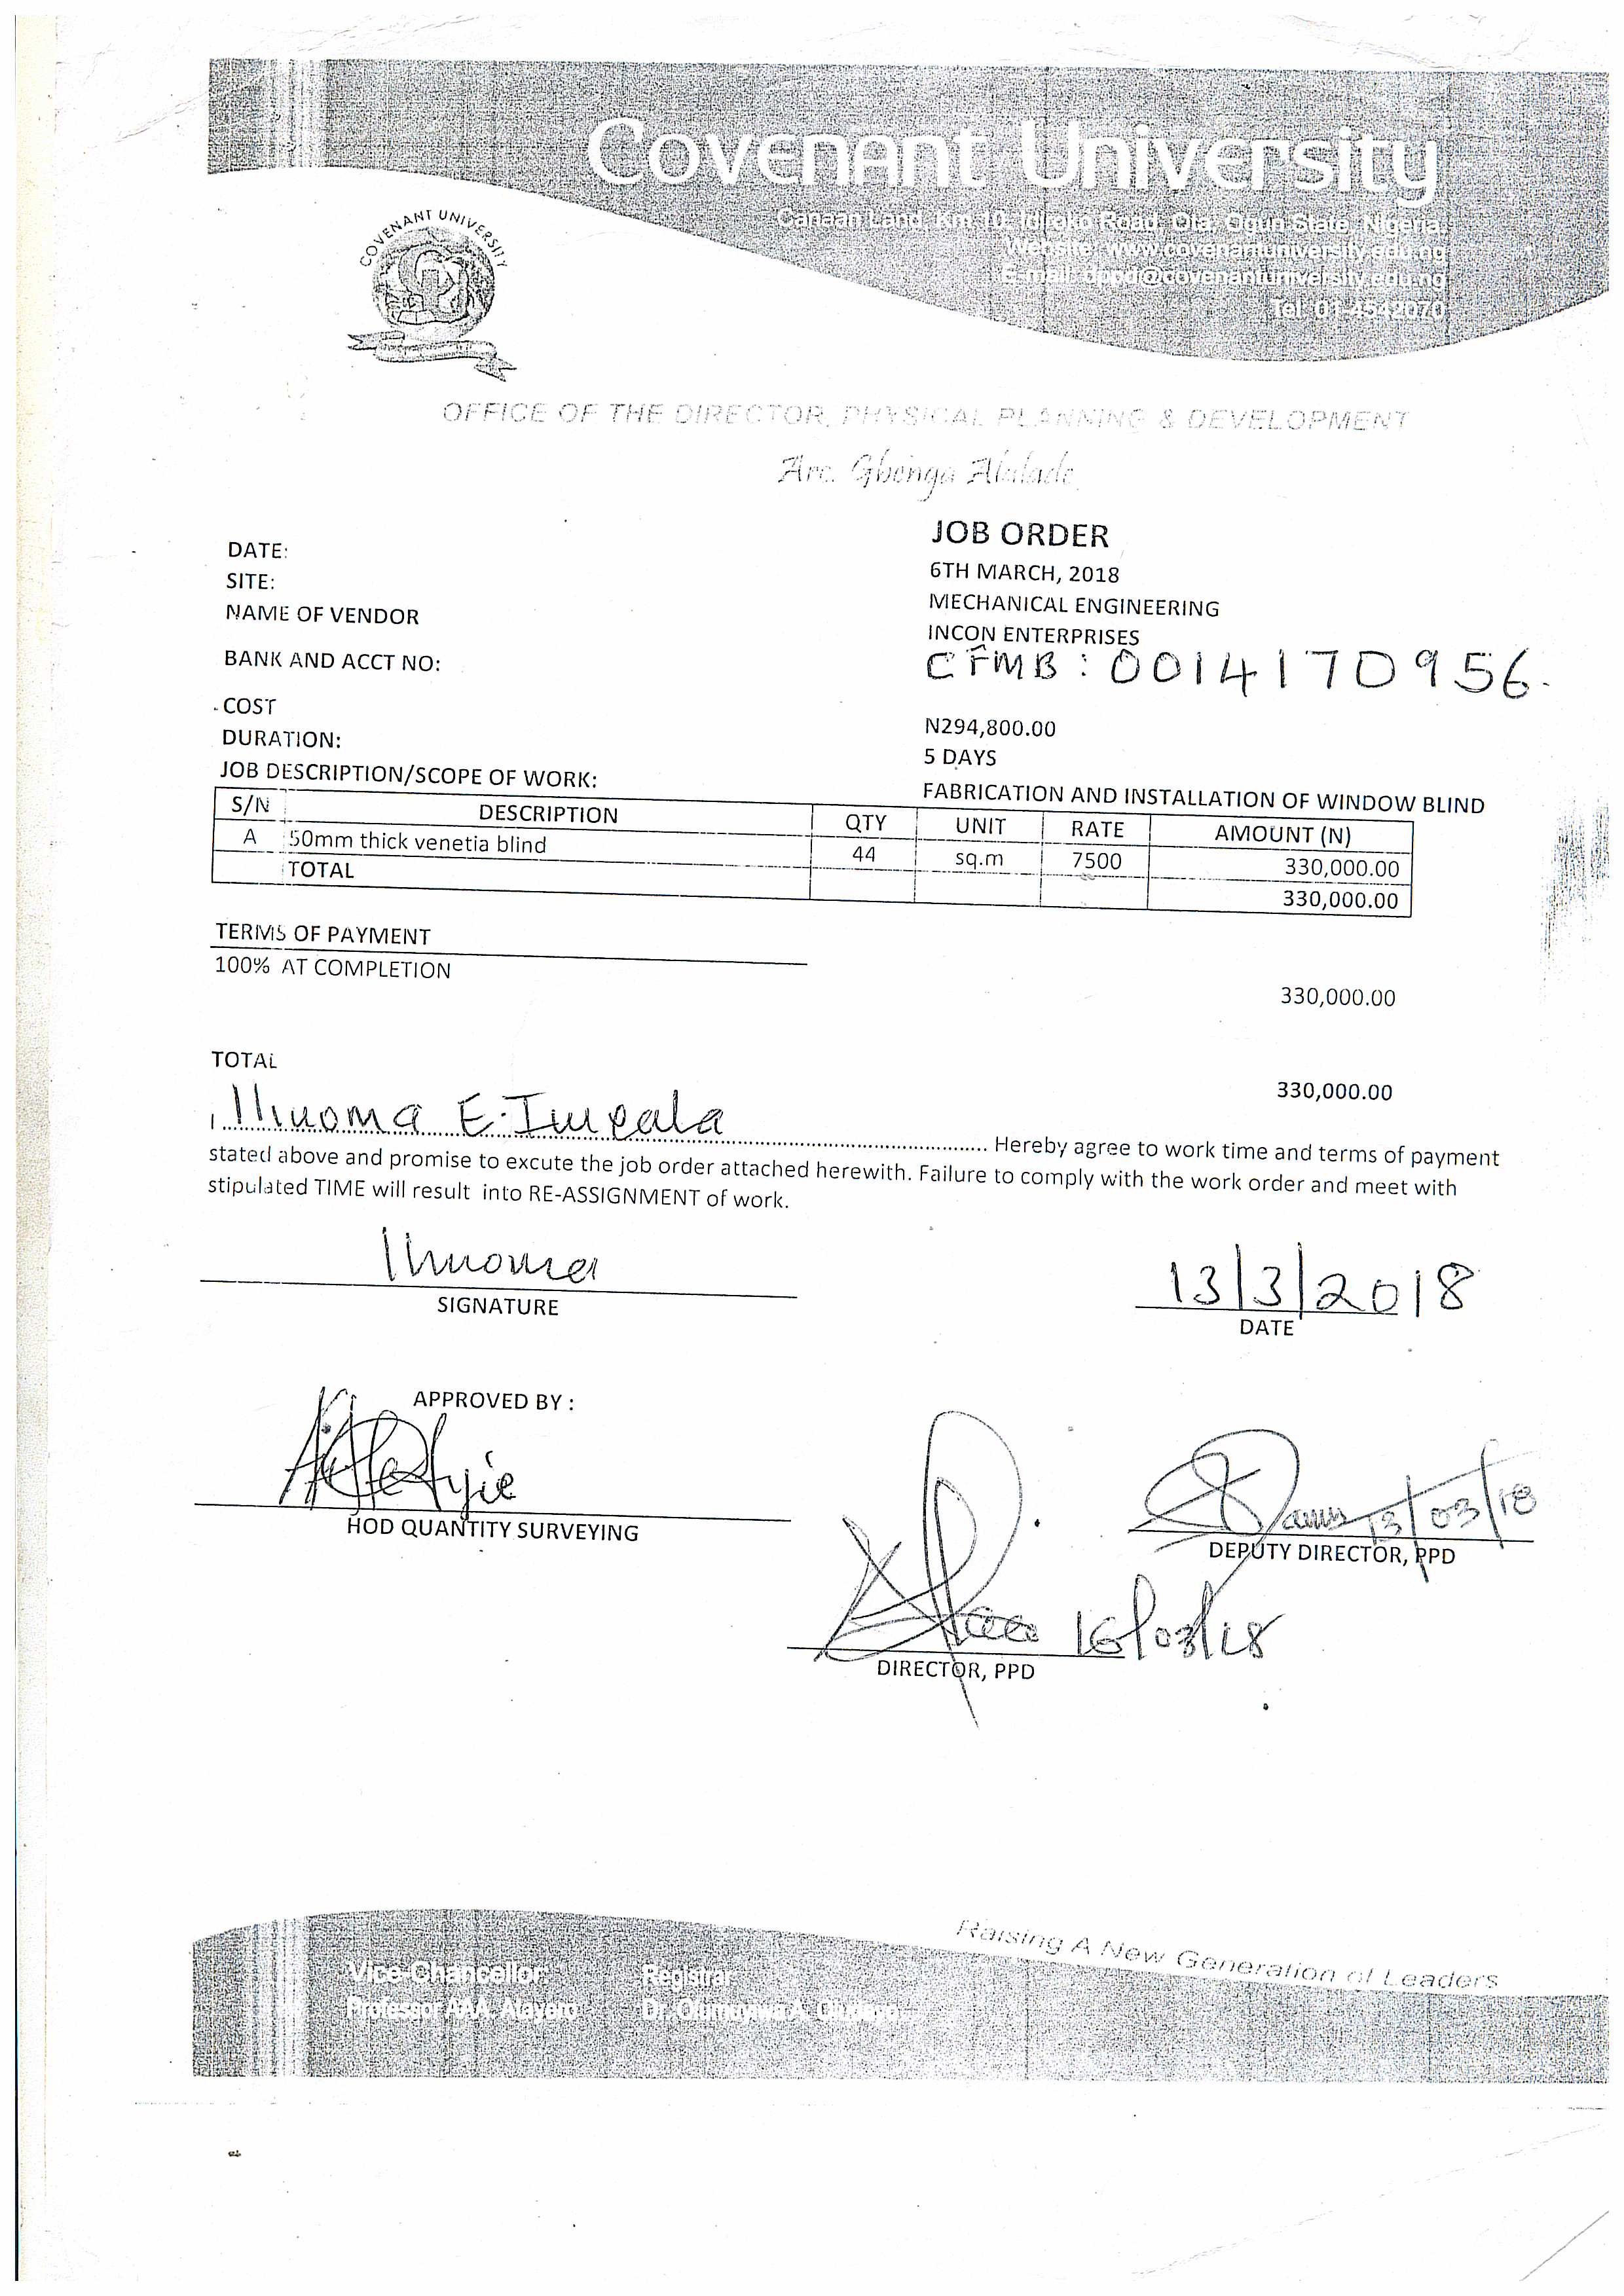 Covenant University
Canaan Land, Km 10, Idiroko Road, Ota, Ogun State, Nigeria
Website: www.covenantuniversity.edu.ng
E-mail: dppd@covenantuniversity.edu.ng
Tel: 01-4542070
COVENANT UNIVERSITY
OFFICE OF THE DIRECTOR, PHYSICAL PLANNING & DEVELOPMENT
Arc. Gbenga
JOB ORDER
DATE: 6TH MARCH, 2018
SITE: MECHANICAL ENGINEERING
NAME OF VENDOR INCON ENTERPRISES
BANK AND ACCT NO: CFMB: 0014170956.
COST N294,800.00
DURATION: 5 DAYS
JOB DESCRIPTION/SCOPE OF WORK: FABRICATION AND INSTALLATION OF WINDOW BLIND
S/N DESCRIPTION QTY UNIT RATE AMOUNT (N)
A 50mm thick venetia blind 44 sq.m 7500 330,000.00
TOTAL 330,000.00
TERMS OF PAYMENT
100% AT COMPLETION 330,000.00
TOTAL 330,000.00
I, ........ E. ........ Hereby agree to work time and terms of payment
stated above and promise to excute the job order attached herewith. Failure to comply with the work order and meet with
stipulated TIME will result into RE-ASSIGNMENT of work.
13/3/2018
SIGNATURE DATE
APPROVED BY :
13/03/18
HOD QUANTITY SURVEYING DEPUTY DIRECTOR, PPD
16/03/18
DIRECTOR, PPD
Raising A New Generation of Leaders
Vice-Chancellor Registrar
Professor AAA. Atayero Dr. Olumuyiwa A.